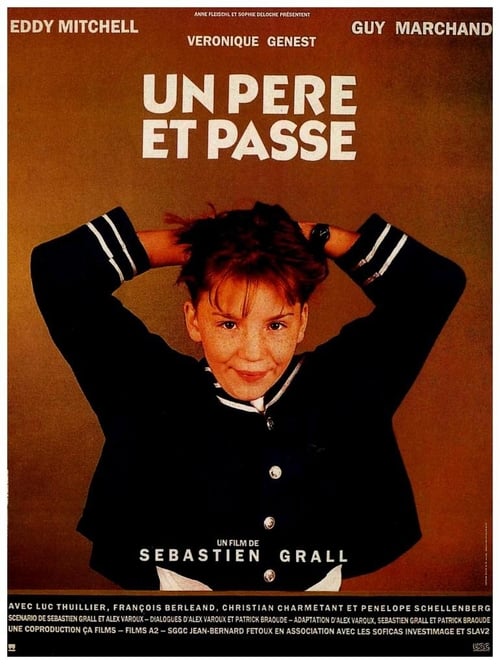 ANNE FLEISCHL ET SOPHIE DELOCHE PRÉSENTENT
EDDY MITCHELL
GUY MARCHAND
VERONIQUE GENEST
UN PERE
ET PASSE
UN FILM DE
SEBASTIEN GRALL
AVEC LUC THUILLIER, FRANÇOIS BERLEAND, CHRISTIAN CHARMETANT ET PENELOPE SCHELLENBERG
SCENARIO DE SEBASTIEN GRALL ET ALEX VAROUX – DIALOGUES D'ALEX VAROUX ET PATRICK BRAOUDE – ADAPTATION D'ALEX VAROUX, SEBASTIEN GRALL ET PATRICK BRAOUDE
UNE COPRODUCTION ÇA FILMS – FILMS A2 – SGGC JEAN-BERNARD FETOUX EN ASSOCIATION AVEC LES SOFICAS INVESTIMAGE ET SLAV2